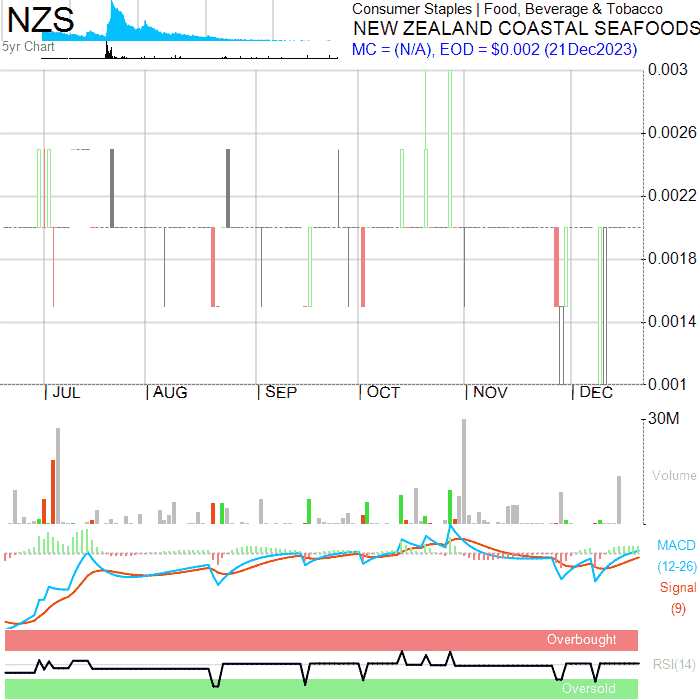 NZS
5yr Chart
Consumer Staples | Food, Beverage & Tobacco
NEW ZEALAND COASTAL SEAFOODS
MC = (N/A), EOD = $0.002 (21Dec2023)
0.003
0.0026
0.0022
0.0018
0.0014
0.001
JUL
AUG
SEP
OCT
NOV
DEC
30M
Volume
MACD
(12-26)
Signal
(9)
Overbought
RSI(14)
Oversold